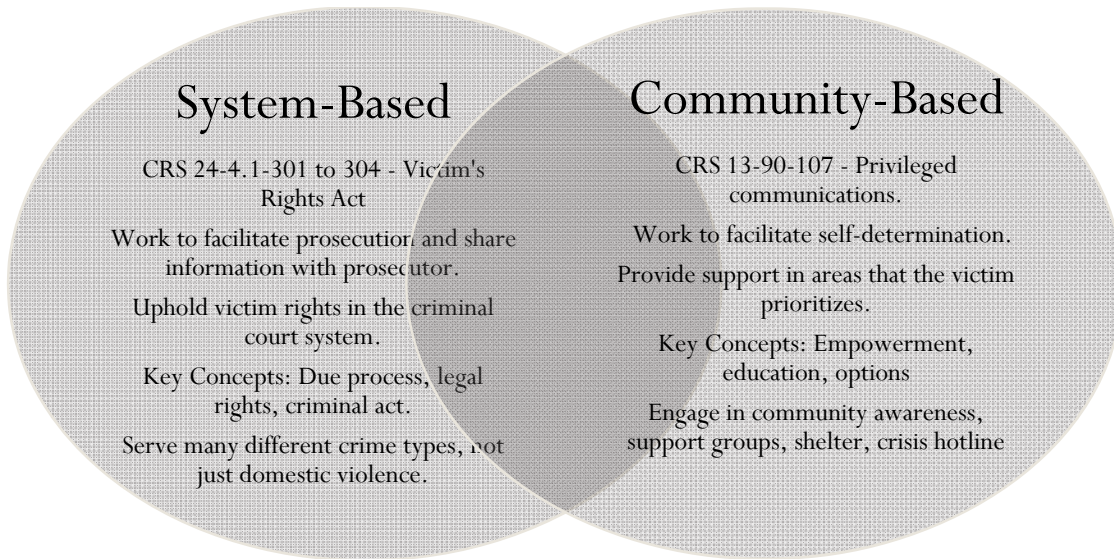 System-Based
CRS 24-4.1-301 to 304 - Victim's
Rights Act
Work to facilitate prosecution and share
information with prosecutor.
Uphold victim rights in the criminal
court system.
Key Concepts: Due process, legal
rights, criminal act.
Serve many different crime types, not
just domestic violence.
Community-Based
CRS 13-90-107 - Privileged
communications.
Work to facilitate self-determination.
Provide support in areas that the victim
prioritizes.
Key Concepts: Empowerment,
education, options
Engage in community awareness,
support groups, shelter, crisis hotline